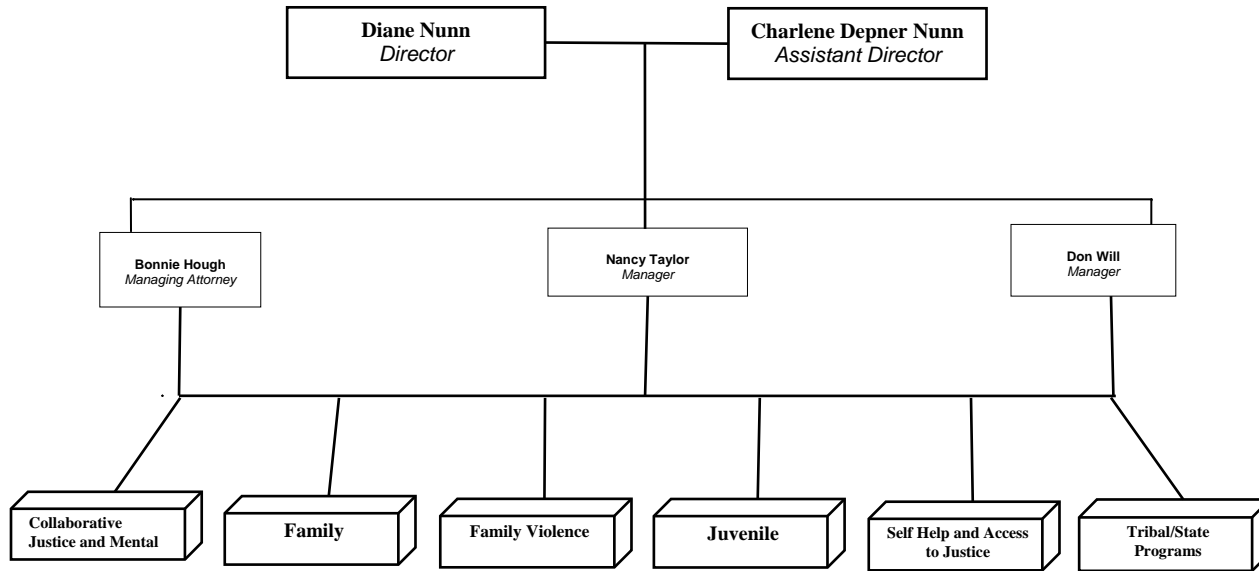 Diane Nunn
Director
Charlene Depner Nunn
Assistant Director
Bonnie Hough
Managing Attorney
Nancy Taylor
Manager
Don Will
Manager
Collaborative
Justice and Mental
Family
Family Violence
Juvenile
Self Help and Access
to Justice
Tribal/State
Programs